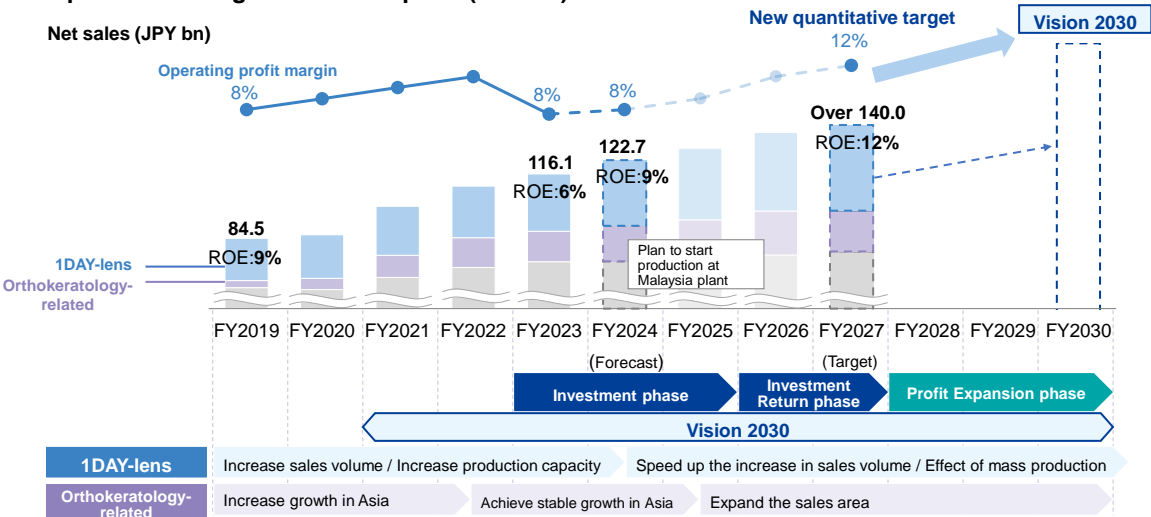 Net sales (JPY bn)
New quantitative target
Vision 2030
12%
Operating profit margin
8%
8%
8%
Over 140.0
ROE:12%
122.7
ROE:9%
116.1
ROE:6%
84.5
ROE:9%
1DAY-lens
Orthokeratology-
related
Plan to start
production at
Malaysia plant
FY2019 FY2020 FY2021 FY2022 FY2023 FY2024 FY2025 FY2026 FY2027 FY2028 FY2029 FY2030
(Forecast)
(Target)
Investment phase
Investment
Return phase
Profit Expansion phase
Vision 2030
1DAY-lens
Increase sales volume / Increase production capacity
Speed up the increase in sales volume / Effect of mass production
Orthokeratology-
related
Increase growth in Asia
Achieve stable growth in Asia
Expand the sales area